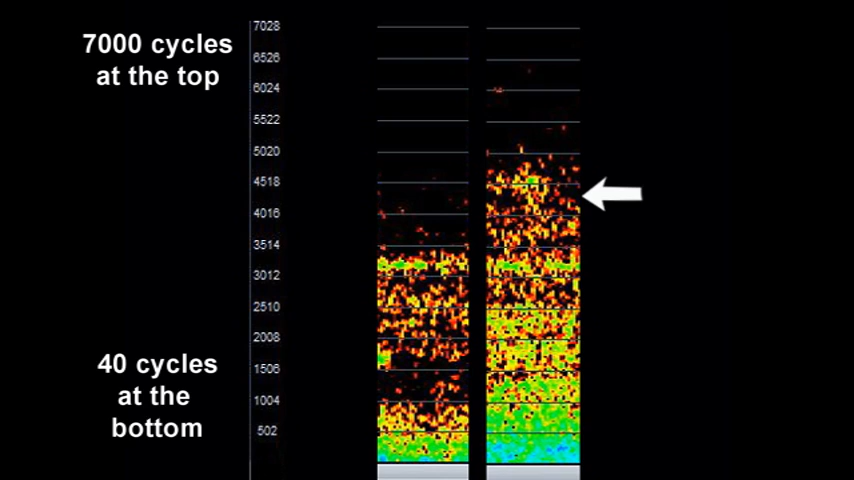 7000 cycles
at the top
7028
6526
6024
5522
5020
4518
4016
3514
3012
2510
2008
1506
1004
502
40 cycles
at the
bottom